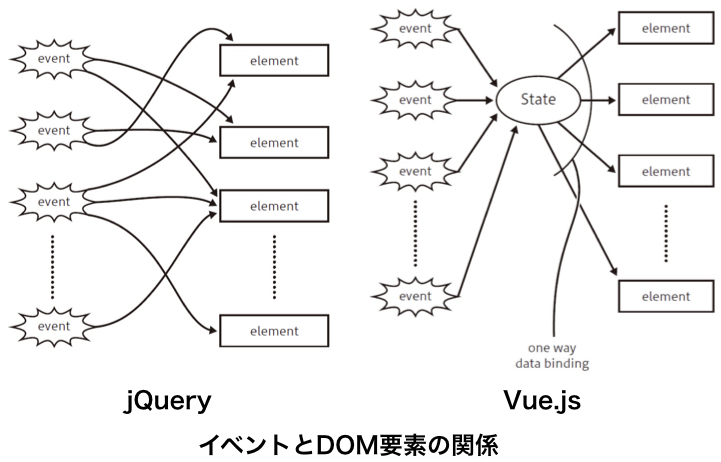 event
event
event
event
element
element
element
element
jQuery
event
event
event
event
State
element
element
element
element
one way
data binding
Vue.js
イベントとDOM要素の関係